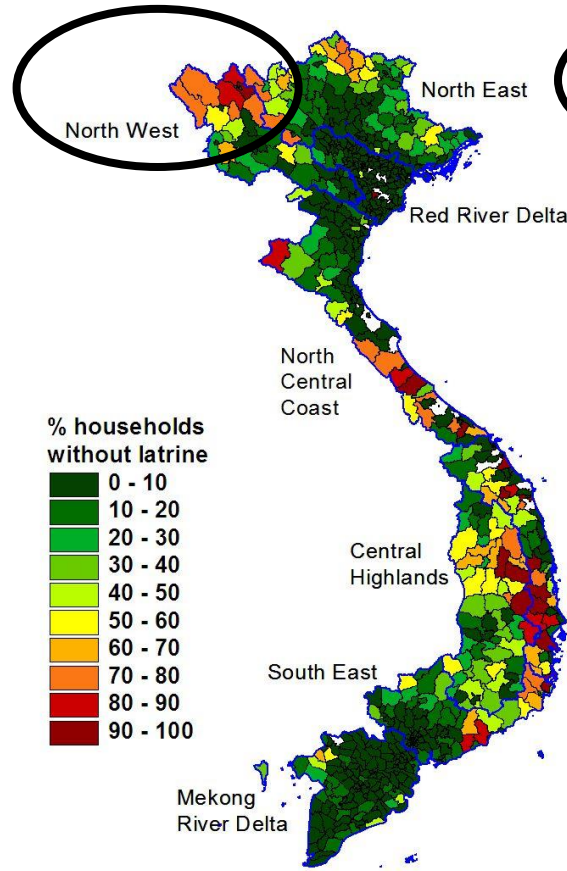 North East
North West
Red River Delta
North
Central
Coast
% households
without latrine
0 - 10
10 - 20
20 - 30
30 - 40
40 - 50
50 - 60
60 - 70
70 - 80
80 - 90
90 - 100
Central
Highlands
South East
Mekong
River Delta